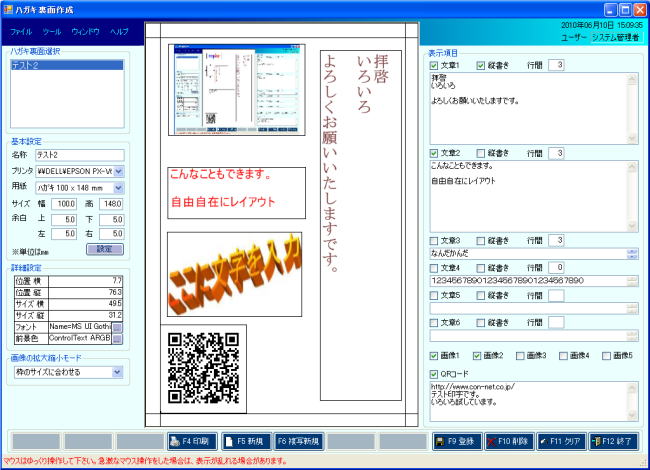 ハガキ裏面作成
ファイル ツール ウィンドウ ヘルプ
2010年06月10日 15:09:35
ユーザー システム管理者
ハガキ裏面選択
テスト2
基本設定
名称 テスト2
プリンタ ¥¥DELL¥EPSON PX-V6
用紙 ハガキ 100 x 148 mm
サイズ 幅 100.0 高 148.0
余白 上 5.0 下 5.0
左 5.0 右 5.0
※単位はmm 設定
詳細設定
位置 横 7.7
位置 縦 76.3
サイズ 横 49.5
サイズ 縦 31.2
フォント Name=MS UI Gothi
前景色 ControlText ARGB
画像の拡大縮小モード
枠のサイズに合わせる
拝啓
いろいろ
よろしくお願いいたしますです。
こんなこともできます。
自由自在にレイアウト
ここに文字を入力
表示項目
文章1 縦書き 行間 3
拝啓
いろいろ
よろしくお願いいたしますです。
文章2 縦書き 行間 3
こんなこともできます。
自由自在にレイアウト
文章3 縦書き 行間 3
なんだかんだ
文章4 縦書き 行間 0
123456789012345678901234567890
文章5 縦書き 行間
文章6 縦書き 行間
画像1 画像2 画像3 画像4 画像5
QRコード
http://www.con-net.co.jp/
テスト印字です。
いろいろ試しています。
F4 印刷 F5 新規 F6 複写新規 F9 登録 F10 削除 F11 クリア F12 終了
マウスはゆっくり操作して下さい。急激なマウス操作をした場合は、表示が乱れる場合があります。